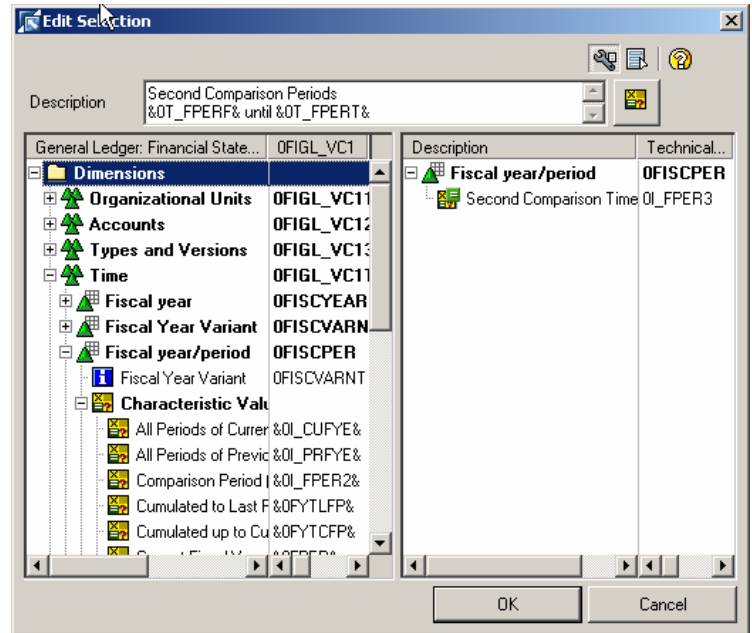 Edit Selection
Description
Second Comparison Periods
&0T_FPERF& until &0T_FPERT&
General Ledger: Financial State... 0FIGL_VC1
Dimensions
Organizational Units 0FIGL_VC11
Accounts 0FIGL_VC12
Types and Versions 0FIGL_VC13
Time 0FIGL_VC1T
Fiscal year 0FISCYEAR
Fiscal Year Variant 0FISCVARN
Fiscal year/period 0FISCPER
Fiscal Year Variant 0FISCVARNT
Characteristic Valu
All Periods of Currer &0I_CUFYE&
All Periods of Previc &0I_PRFYE&
Comparison Period &0I_FPER2&
Cumulated to Last F &0FYTLFP&
Cumulated up to Cu &0FYTCFP&
Description Technical...
Fiscal year/period 0FISCPER
Second Comparison Time 0I_FPER3
OK Cancel